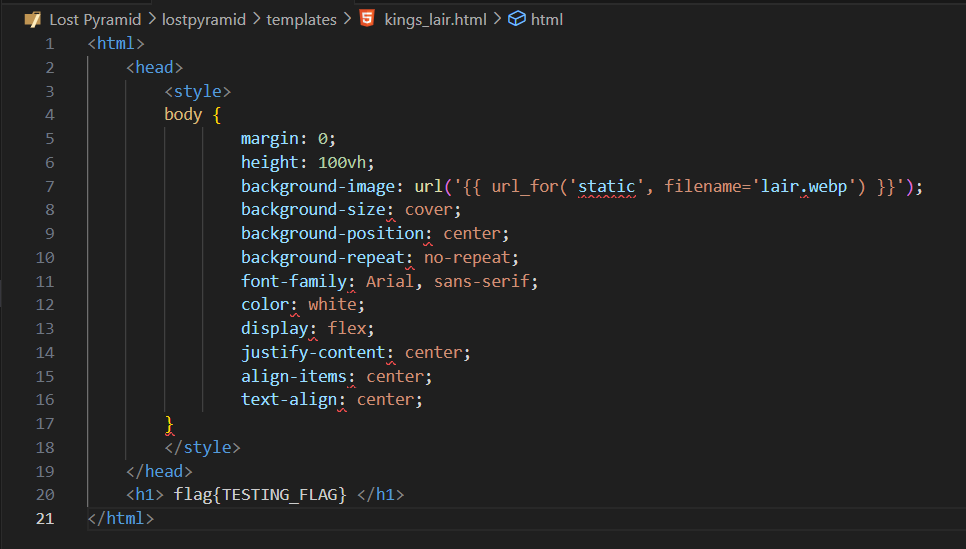 Lost Pyramid > lostpyramid > templates > kings_lair.html > html
1 <html>
2 <head>
3 <style>
4 body {
5 margin: 0;
6 height: 100vh;
7 background-image: url('{{ url_for('static', filename='lair.webp') }}');
8 background-size: cover;
9 background-position: center;
10 background-repeat: no-repeat;
11 font-family: Arial, sans-serif;
12 color: white;
13 display: flex;
14 justify-content: center;
15 align-items: center;
16 text-align: center;
17 }
18 </style>
19 </head>
20 <h1> flag{TESTING_FLAG} </h1>
21 </html>